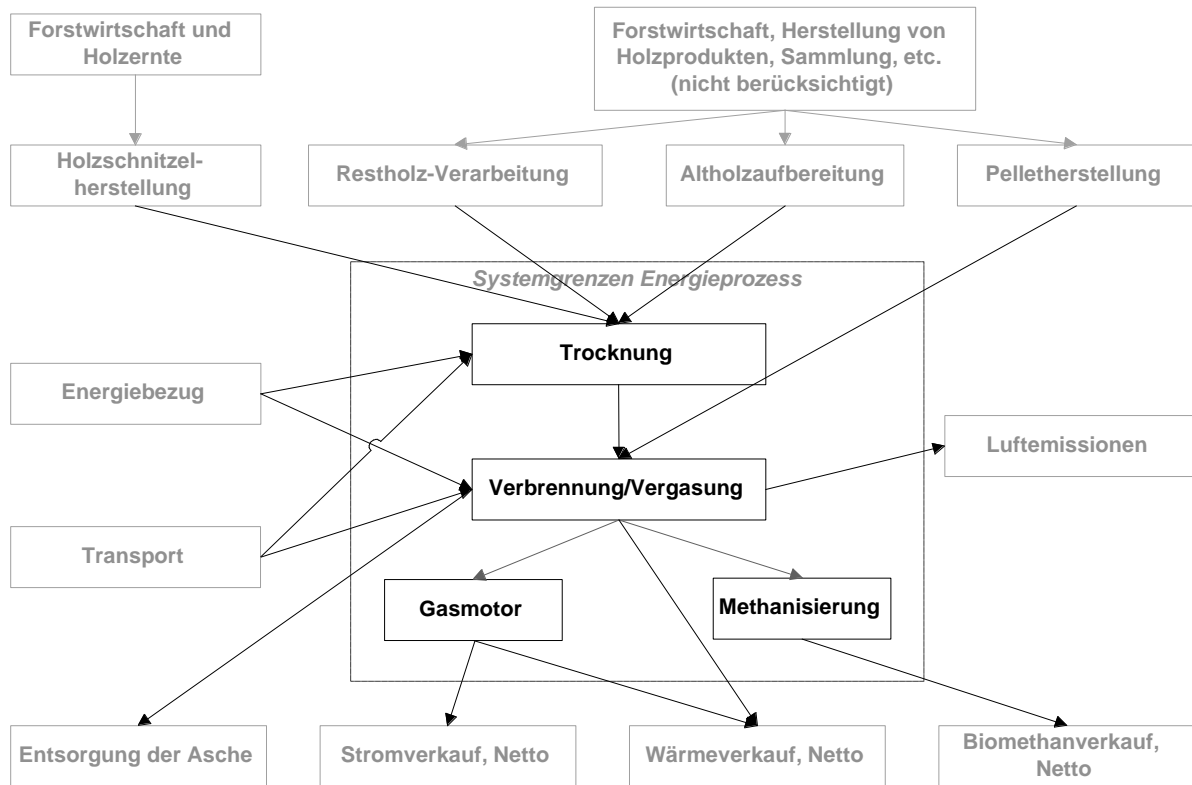 Forstwirtschaft und
Holzernte
Forstwirtschaft, Herstellung von
Holzprodukten, Sammlung, etc.
(nicht berücksichtigt)
Holzschnitzel-
herstellung
Restholz-Verarbeitung
Altholzaufbereitung
Pelletherstellung
Systemgrenzen Energieprozess
Trocknung
Energiebezug
Luftemissionen
Verbrennung/Vergasung
Transport
Gasmotor
Methanisierung
Entsorgung der Asche
Stromverkauf, Netto
Wärmeverkauf, Netto
Biomethanverkauf,
Netto